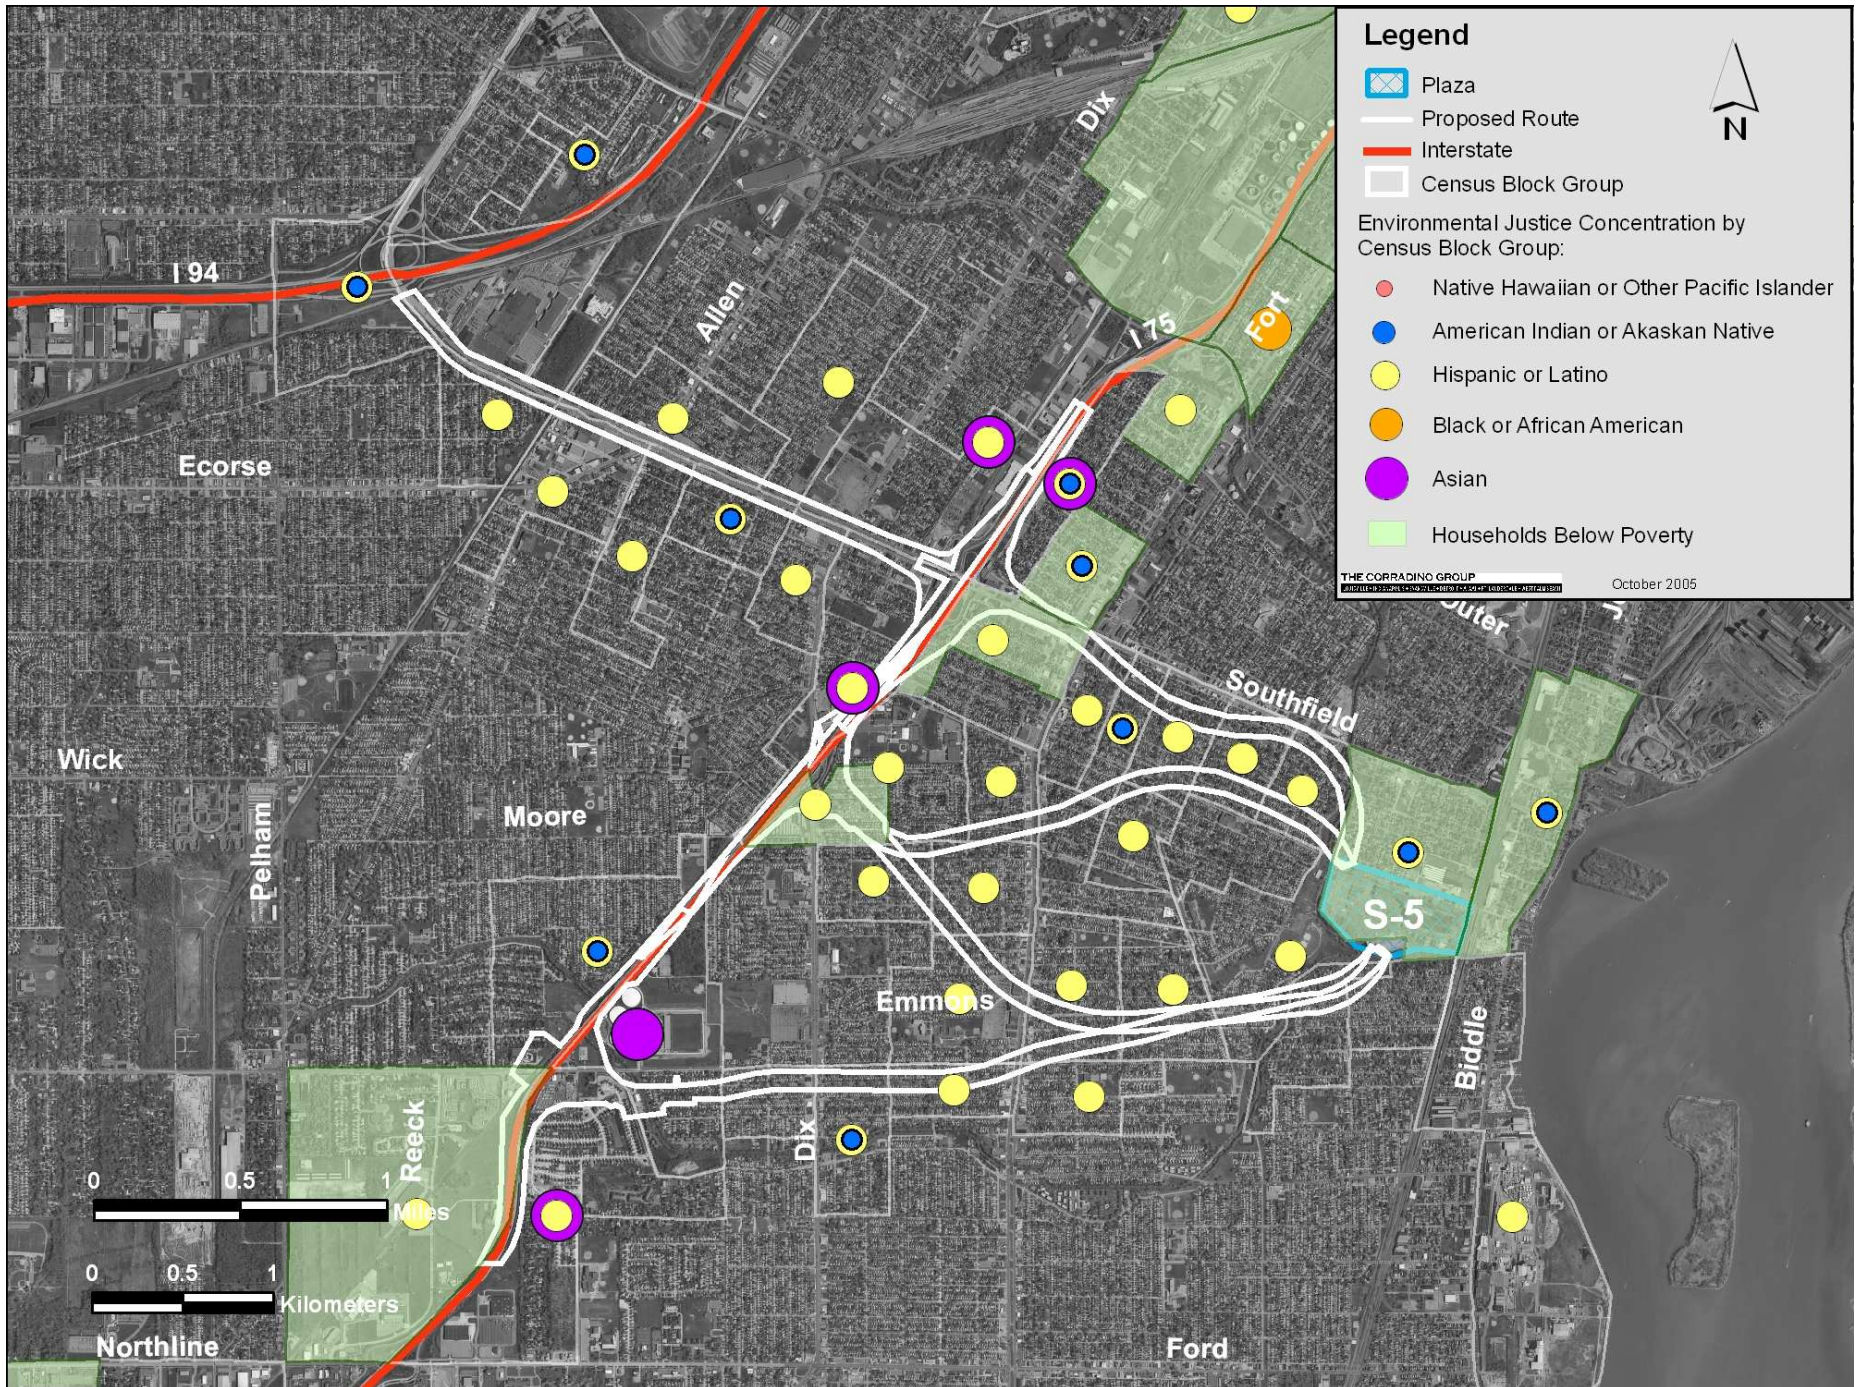 Legend
Plaza
Proposed Route
Interstate
Census Block Group
N
Environmental Justice Concentration by
Census Block Group:
Native Hawaiian or Other Pacific Islander
American Indian or Akaskan Native
Hispanic or Latino
Black or African American
Asian
Households Below Poverty
THE CORRADINO GROUP
October 2005
Dix
I 94
Allen
I 75
Fort
Ecorse
Outer
Southfield
Wick
Moore
Pelham
S-5
Emmons
Biddle
Reeck
Dix
0 0.5 1
Miles
0 0.5 1
Kilometers
Northline
Ford